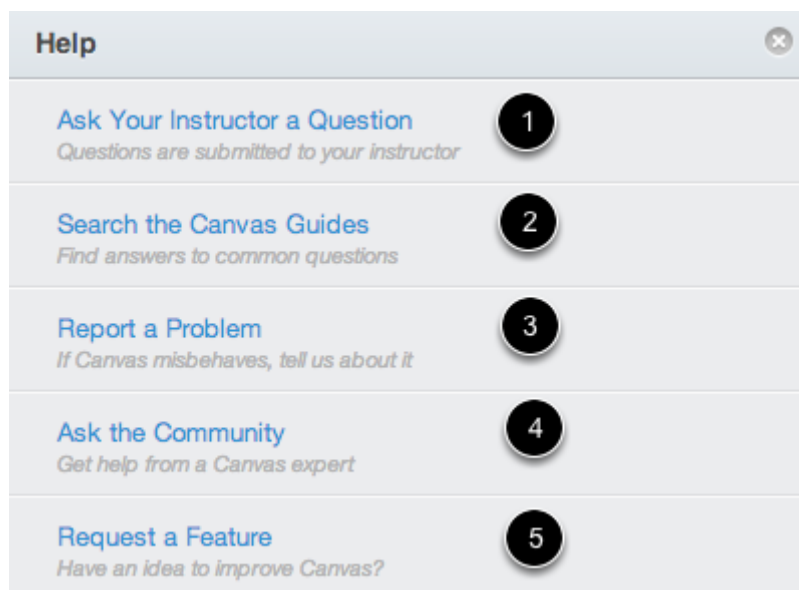 Help
Ask Your Instructor a Question
1
Questions are submitted to your instructor
Search the Canvas Guides
2
Find answers to common questions
Report a Problem
3
If Canvas misbehaves, tell us about it
Ask the Community
4
Get help from a Canvas expert
Request a Feature
5
Have an idea to improve Canvas?